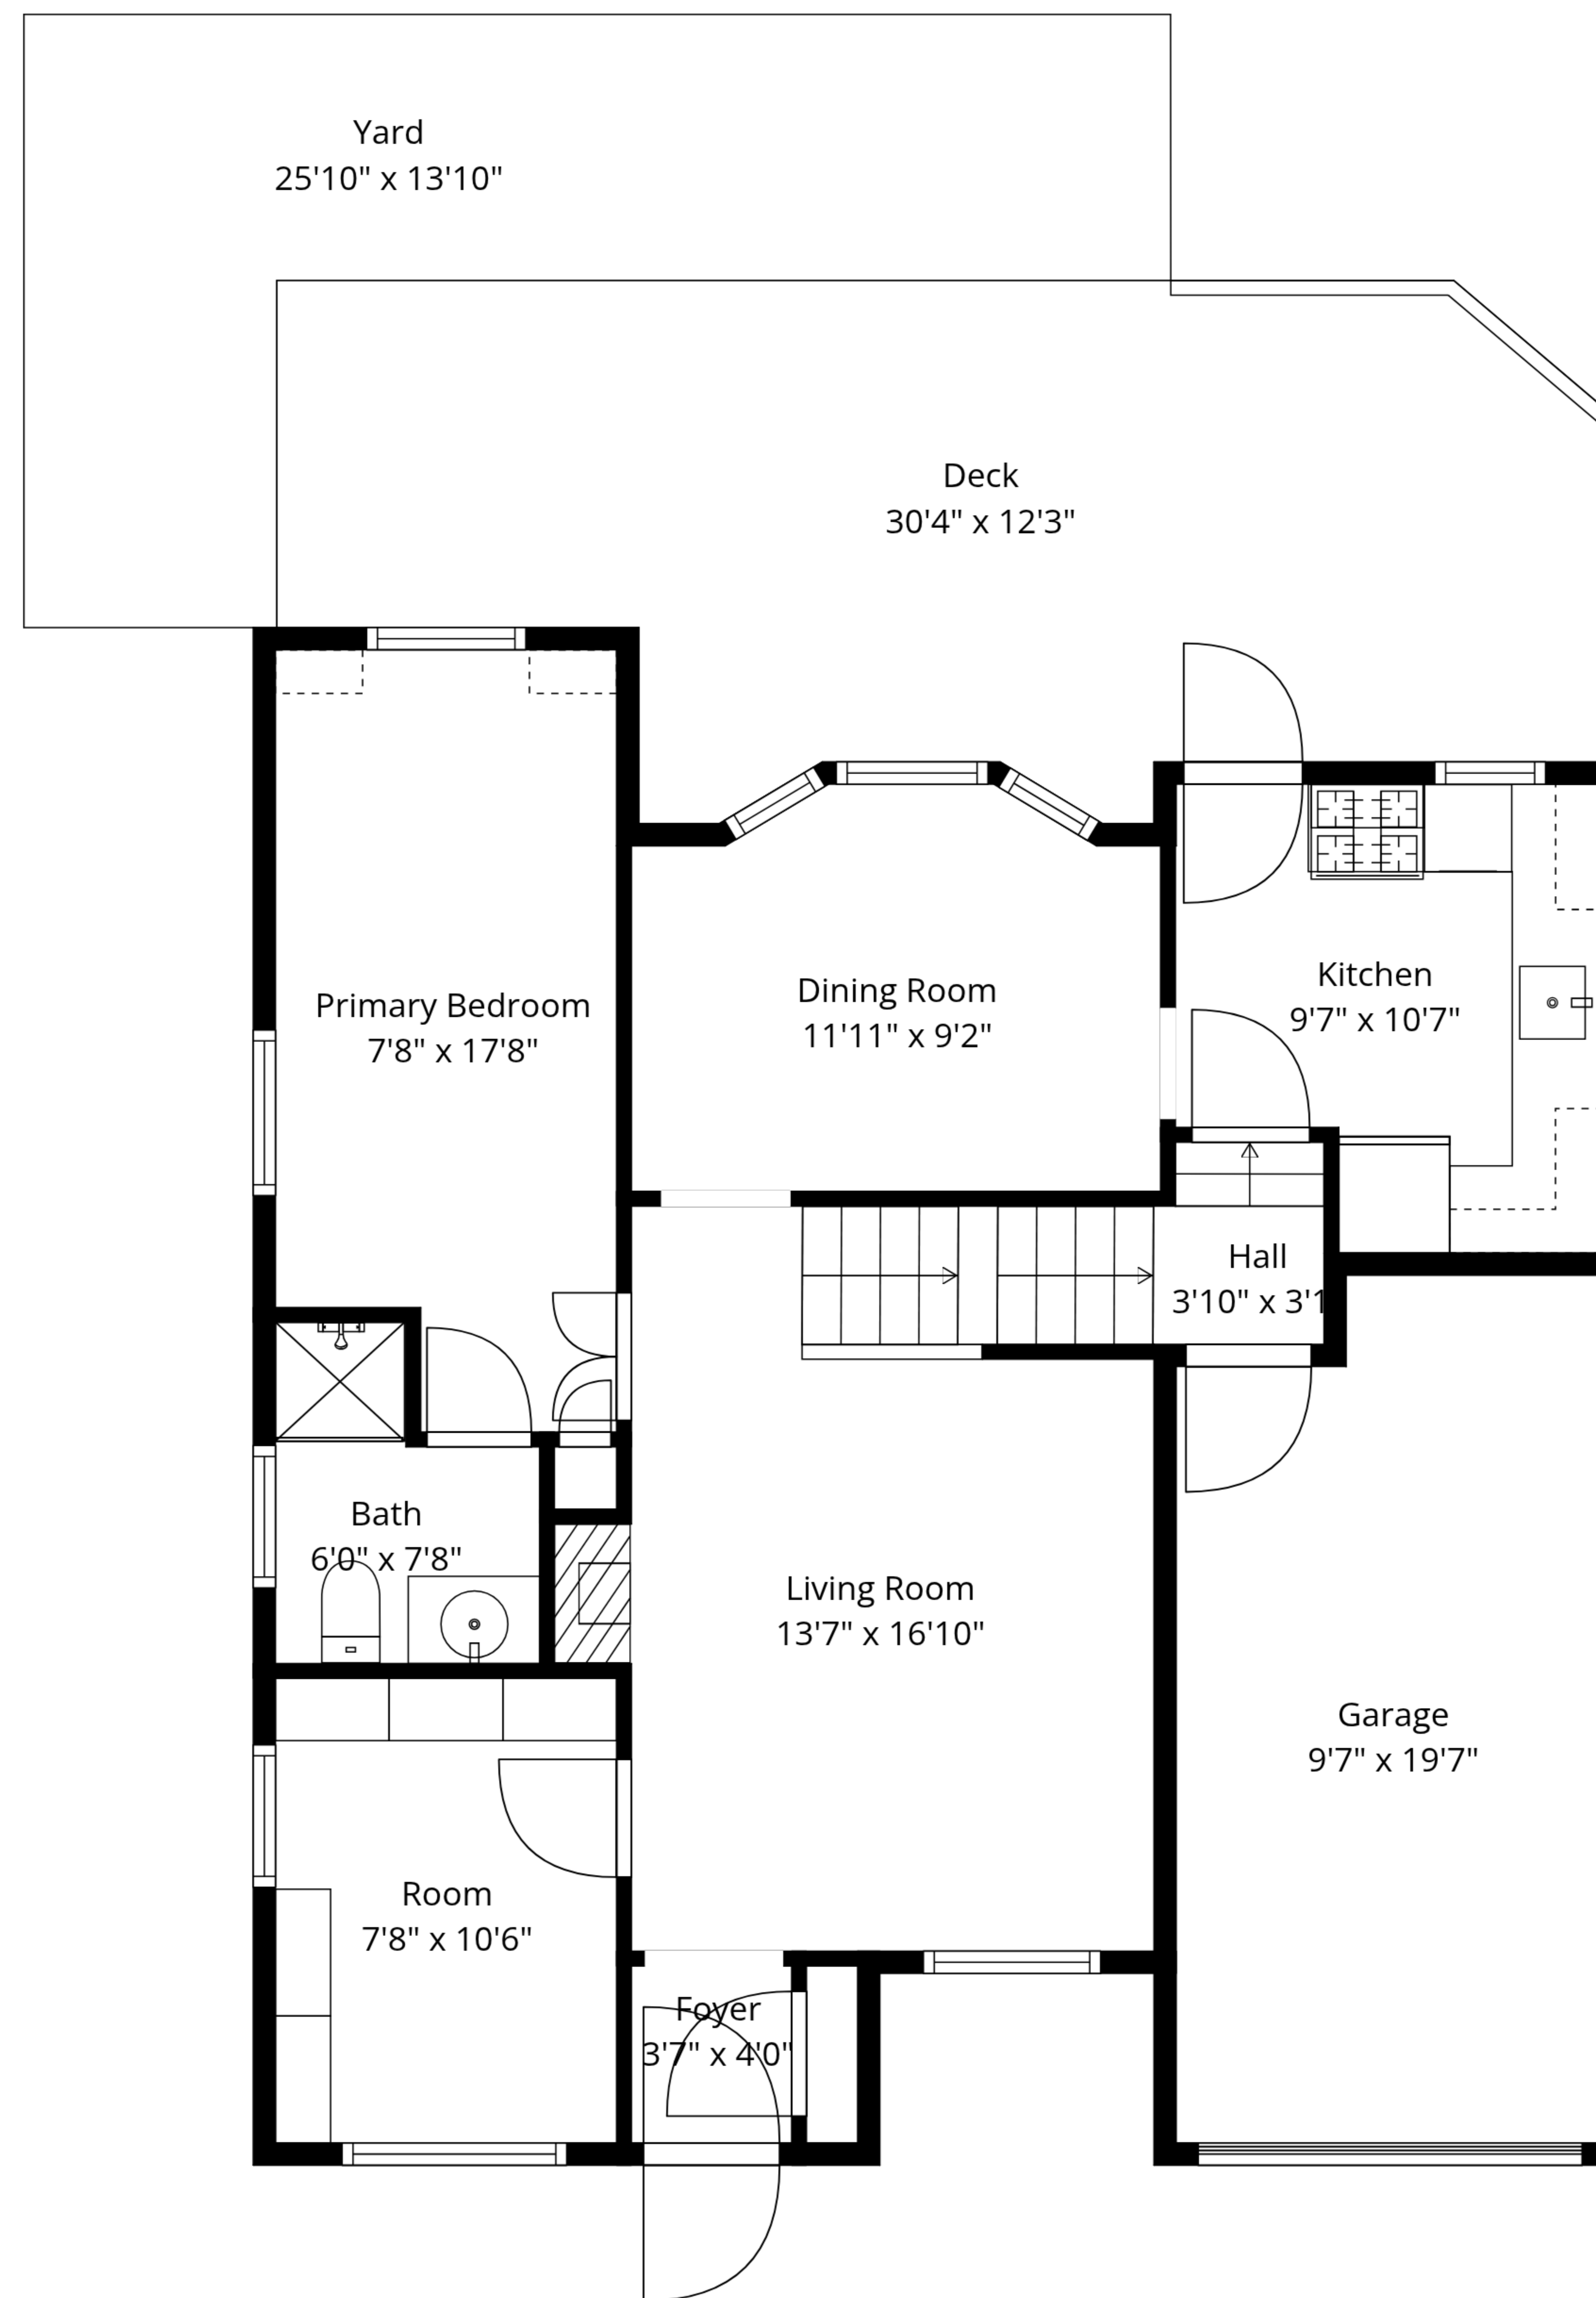 Yard
25'10" x 13'10"
Deck
30'4" x 12'3"
Primary Bedroom
7'8" x 17'8"
Dining Room
11'11" x 9'2"
Kitchen
9'7" x 10'7"
Hall
3'10" x
Bath
6'0" x 7'8"
Living Room
13'7" x 16'10"
Garage
9'7" x 19'7"
Room
7'8" x 10'6"
Foyer
3'7" x 4'0"